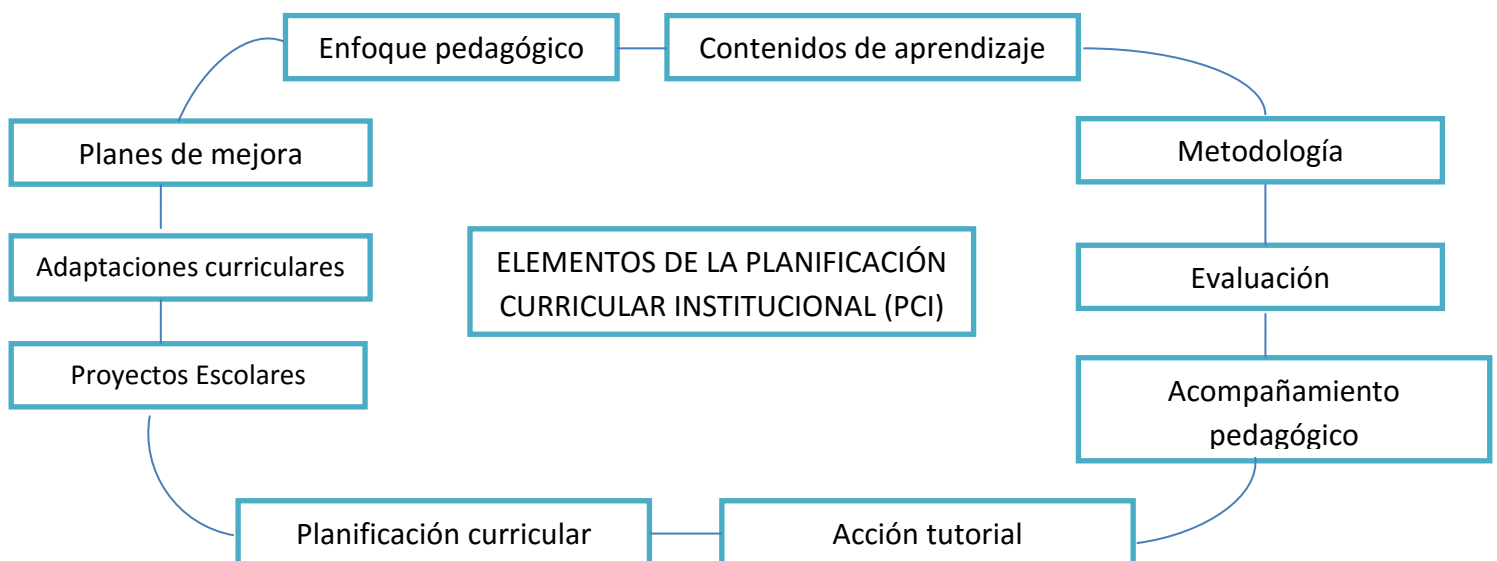 Enfoque pedagógico
Contenidos de aprendizaje
Planes de mejora
Metodología
Adaptaciones curriculares
ELEMENTOS DE LA PLANIFICACIÓN
CURRICULAR INSTITUCIONAL (PCI)
Evaluación
Proyectos Escolares
Acompañamiento
pedagógico
Planificación curricular
Acción tutorial